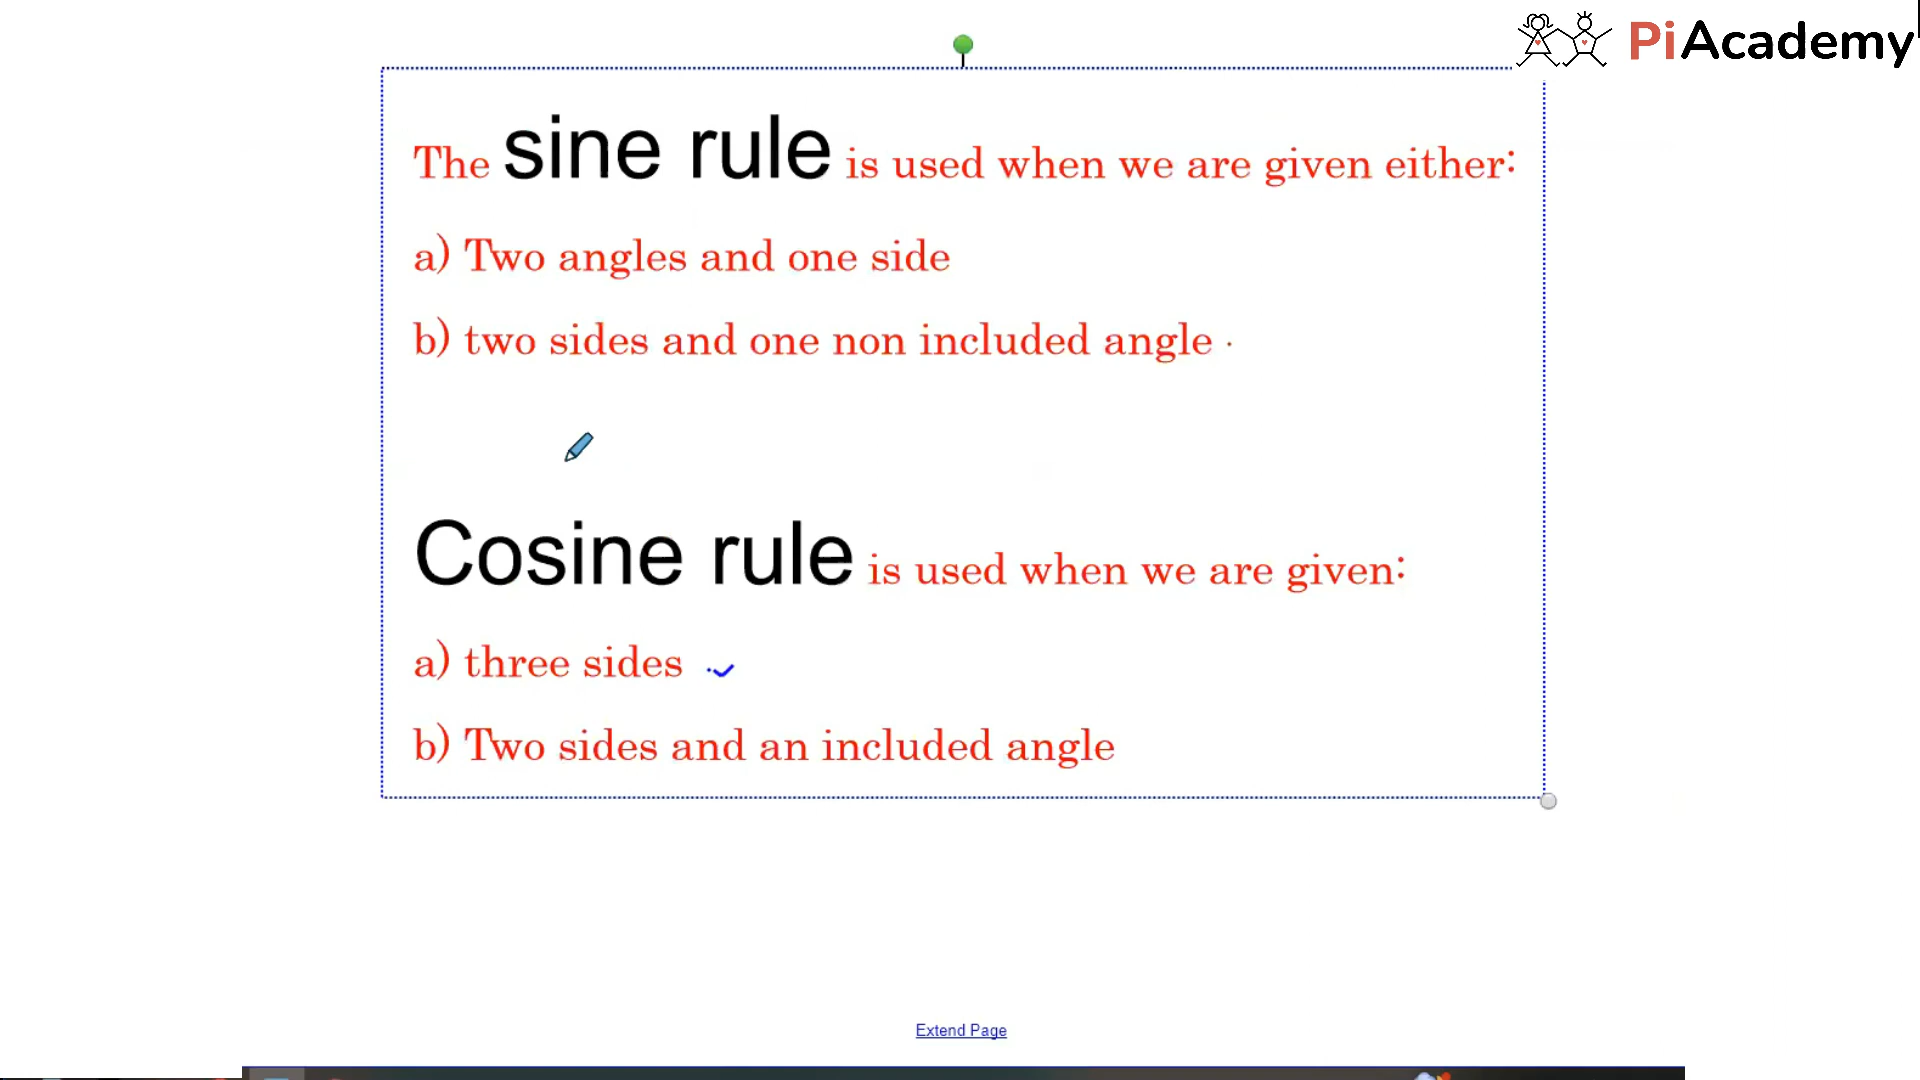 PiAcademy
The sine rule is used when we are given either:
a) Two angles and one side
b) two sides and one non included angle
Cosine rule is used when we are given:
a) three sides
b) Two sides and an included angle
Extend Page